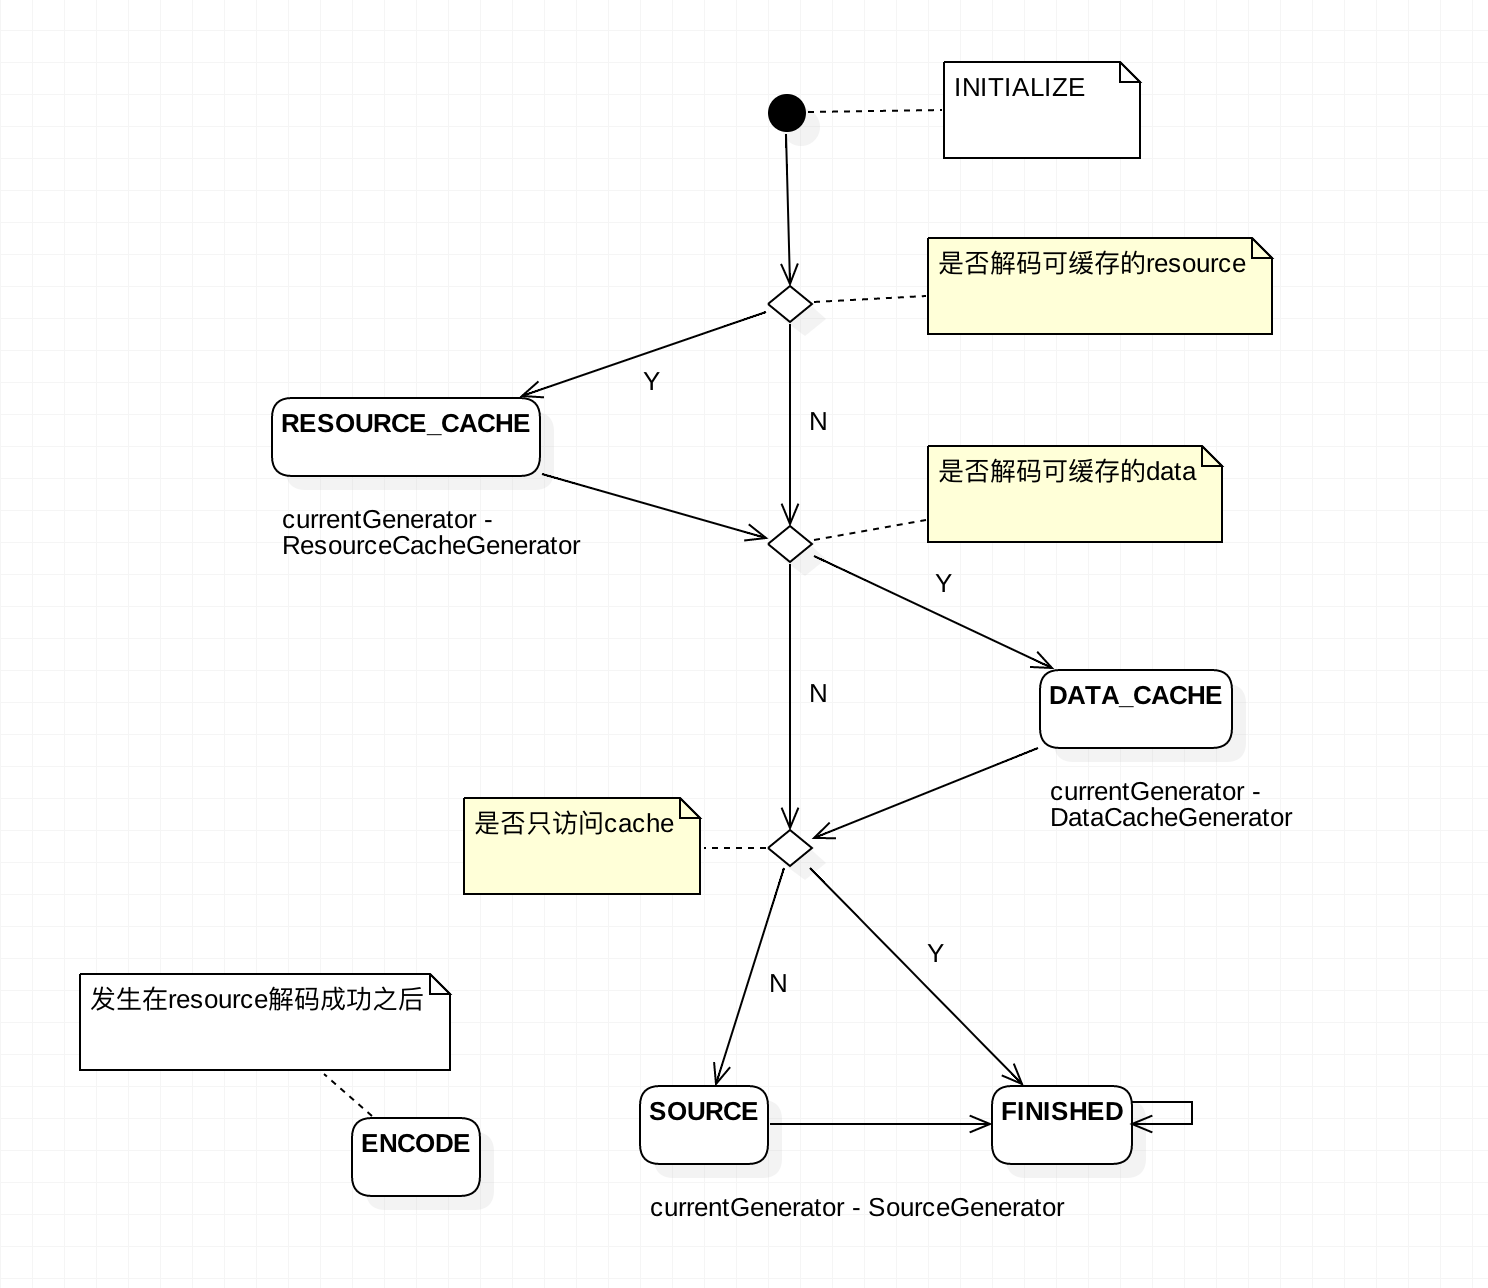 INITIALIZE
是否解码可缓存的resource
Y
RESOURCE_CACHE
N
是否解码可缓存的data
currentGenerator -
ResourceCacheGenerator
Y
N
DATA_CACHE
currentGenerator -
DataCacheGenerator
是否只访问cache
Y
N
发生在resource解码成功之后
SOURCE
FINISHED
ENCODE
currentGenerator - SourceGenerator